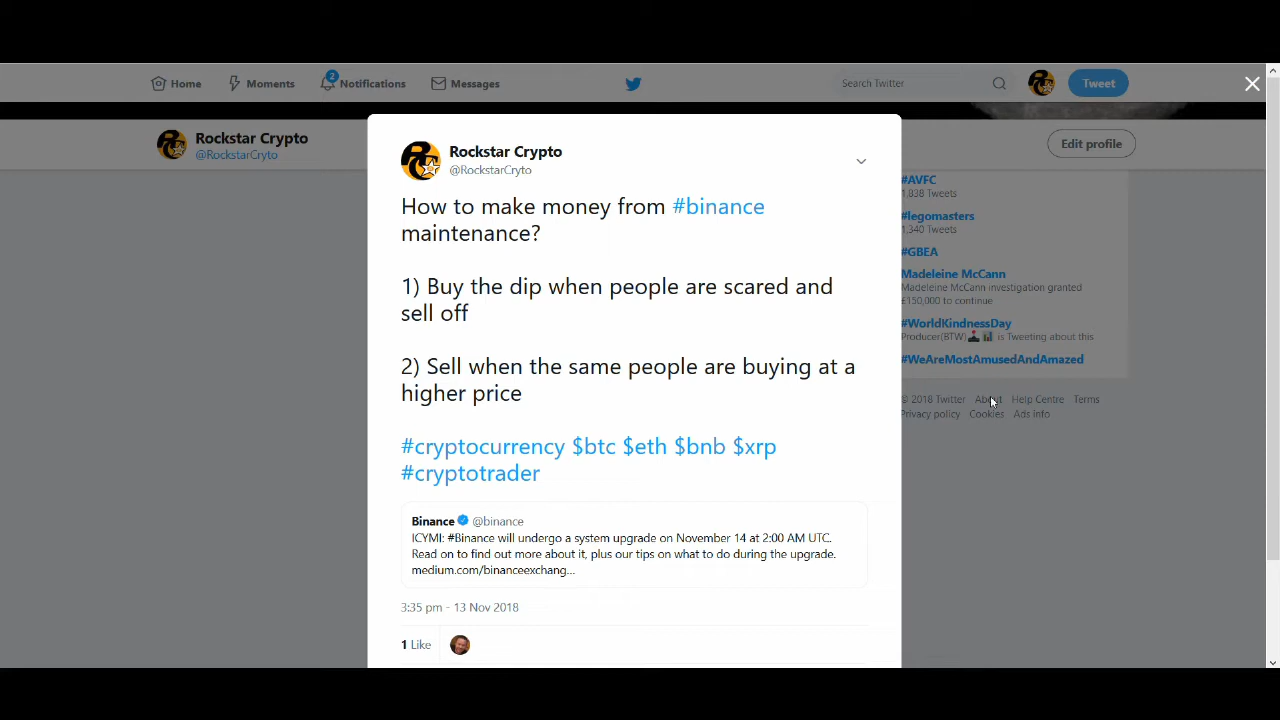 Home
Moments
2
Notifications
Messages
Search Twitter
Tweet
Rockstar Crypto
@RockstarCryto
Edit profile
Rockstar Crypto
@RockstarCryto
How to make money from #binance
maintenance?
1) Buy the dip when people are scared and
sell off
2) Sell when the same people are buying at a
higher price
#cryptocurrency $btc $eth $bnb $xrp
#cryptotrader
Binance @binance
ICYMI: #Binance will undergo a system upgrade on November 14 at 2:00 AM UTC.
Read on to find out more about it, plus our tips on what to do during the upgrade.
medium.com/binanceexchang...
3:35 pm - 13 Nov 2018
1 Like
#AVFC
1,838 Tweets
#legomasters
1,340 Tweets
#GBEA
Madeleine McCann
Madeleine McCann investigation granted
£150,000 to continue
#WorldKindnessDay
Producer(BTW)🕹️📊 is Tweeting about this
#WeAreMostAmusedAndAmazed
© 2018 Twitter About Help Centre Terms
Privacy policy Cookies Ads info